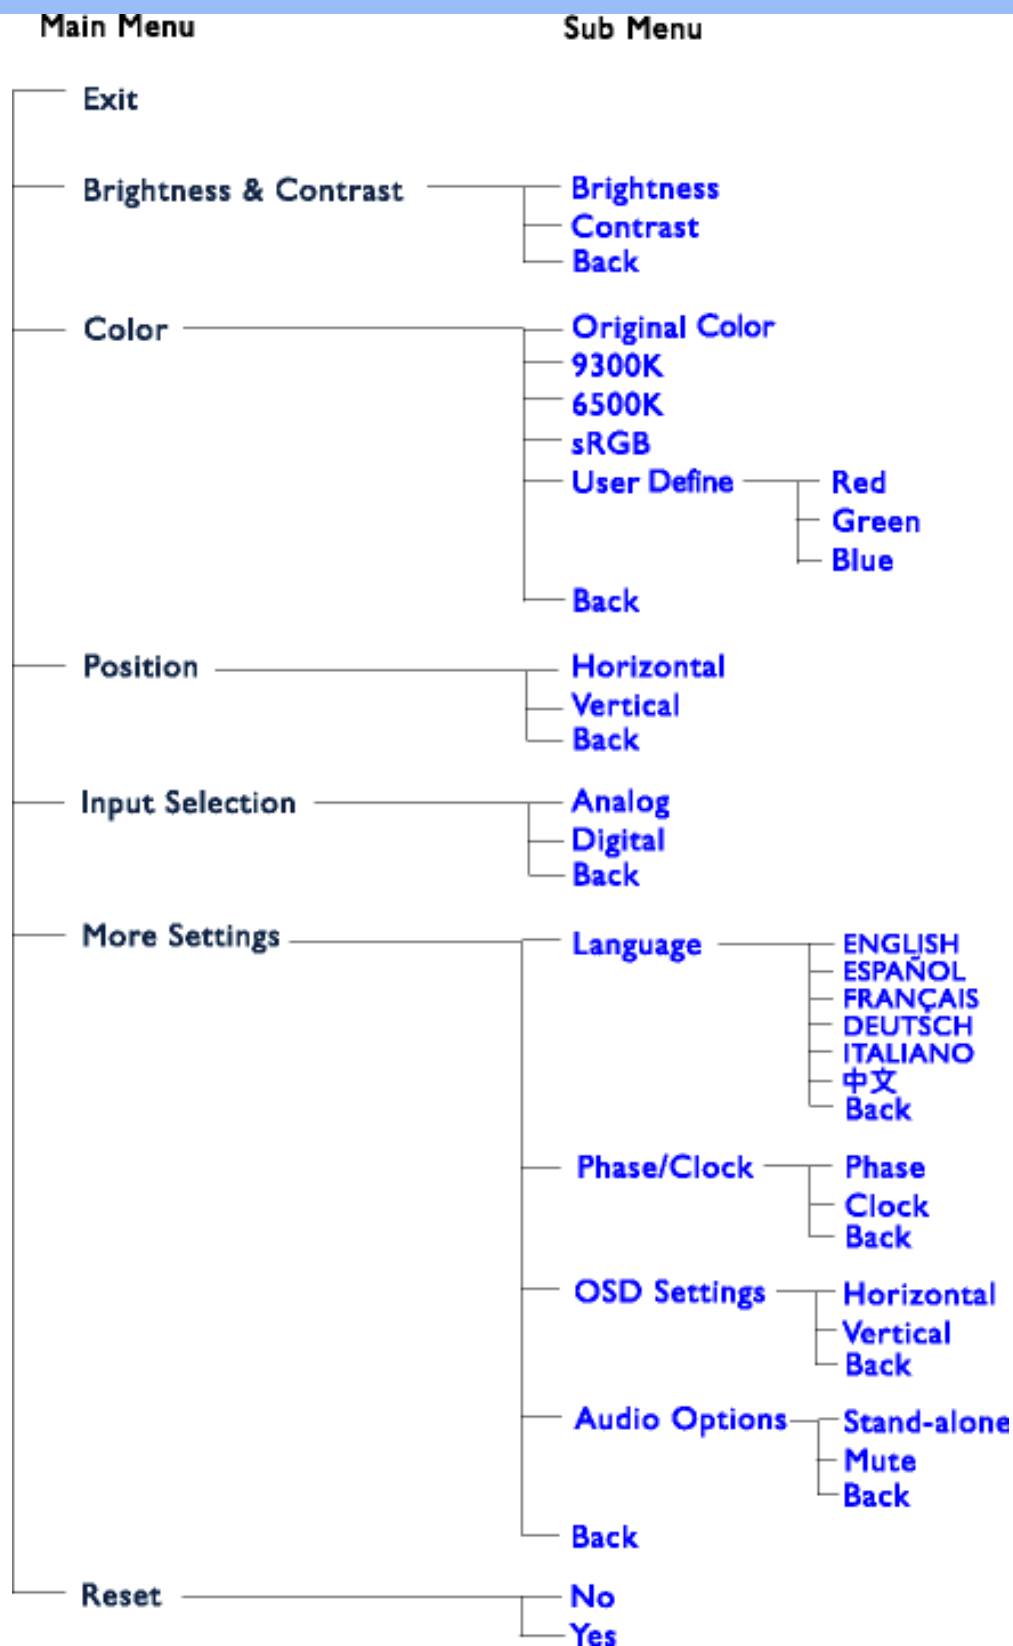 Main Menu Sub Menu
Exit
Brightness & Contrast Brightness
Contrast
Back
Color Original Color
9300K
6500K
sRGB
User Define Red
Green
Blue
Back
Position Horizontal
Vertical
Back
Input Selection Analog
Digital
Back
More Settings Language ENGLISH
ESPAÑOL
FRANÇAIS
DEUTSCH
ITALIANO
中文
Back
Phase/Clock Phase
Clock
Back
OSD Settings Horizontal
Vertical
Back
Audio Options Stand-alone
Mute
Back
Back
Reset No
Yes